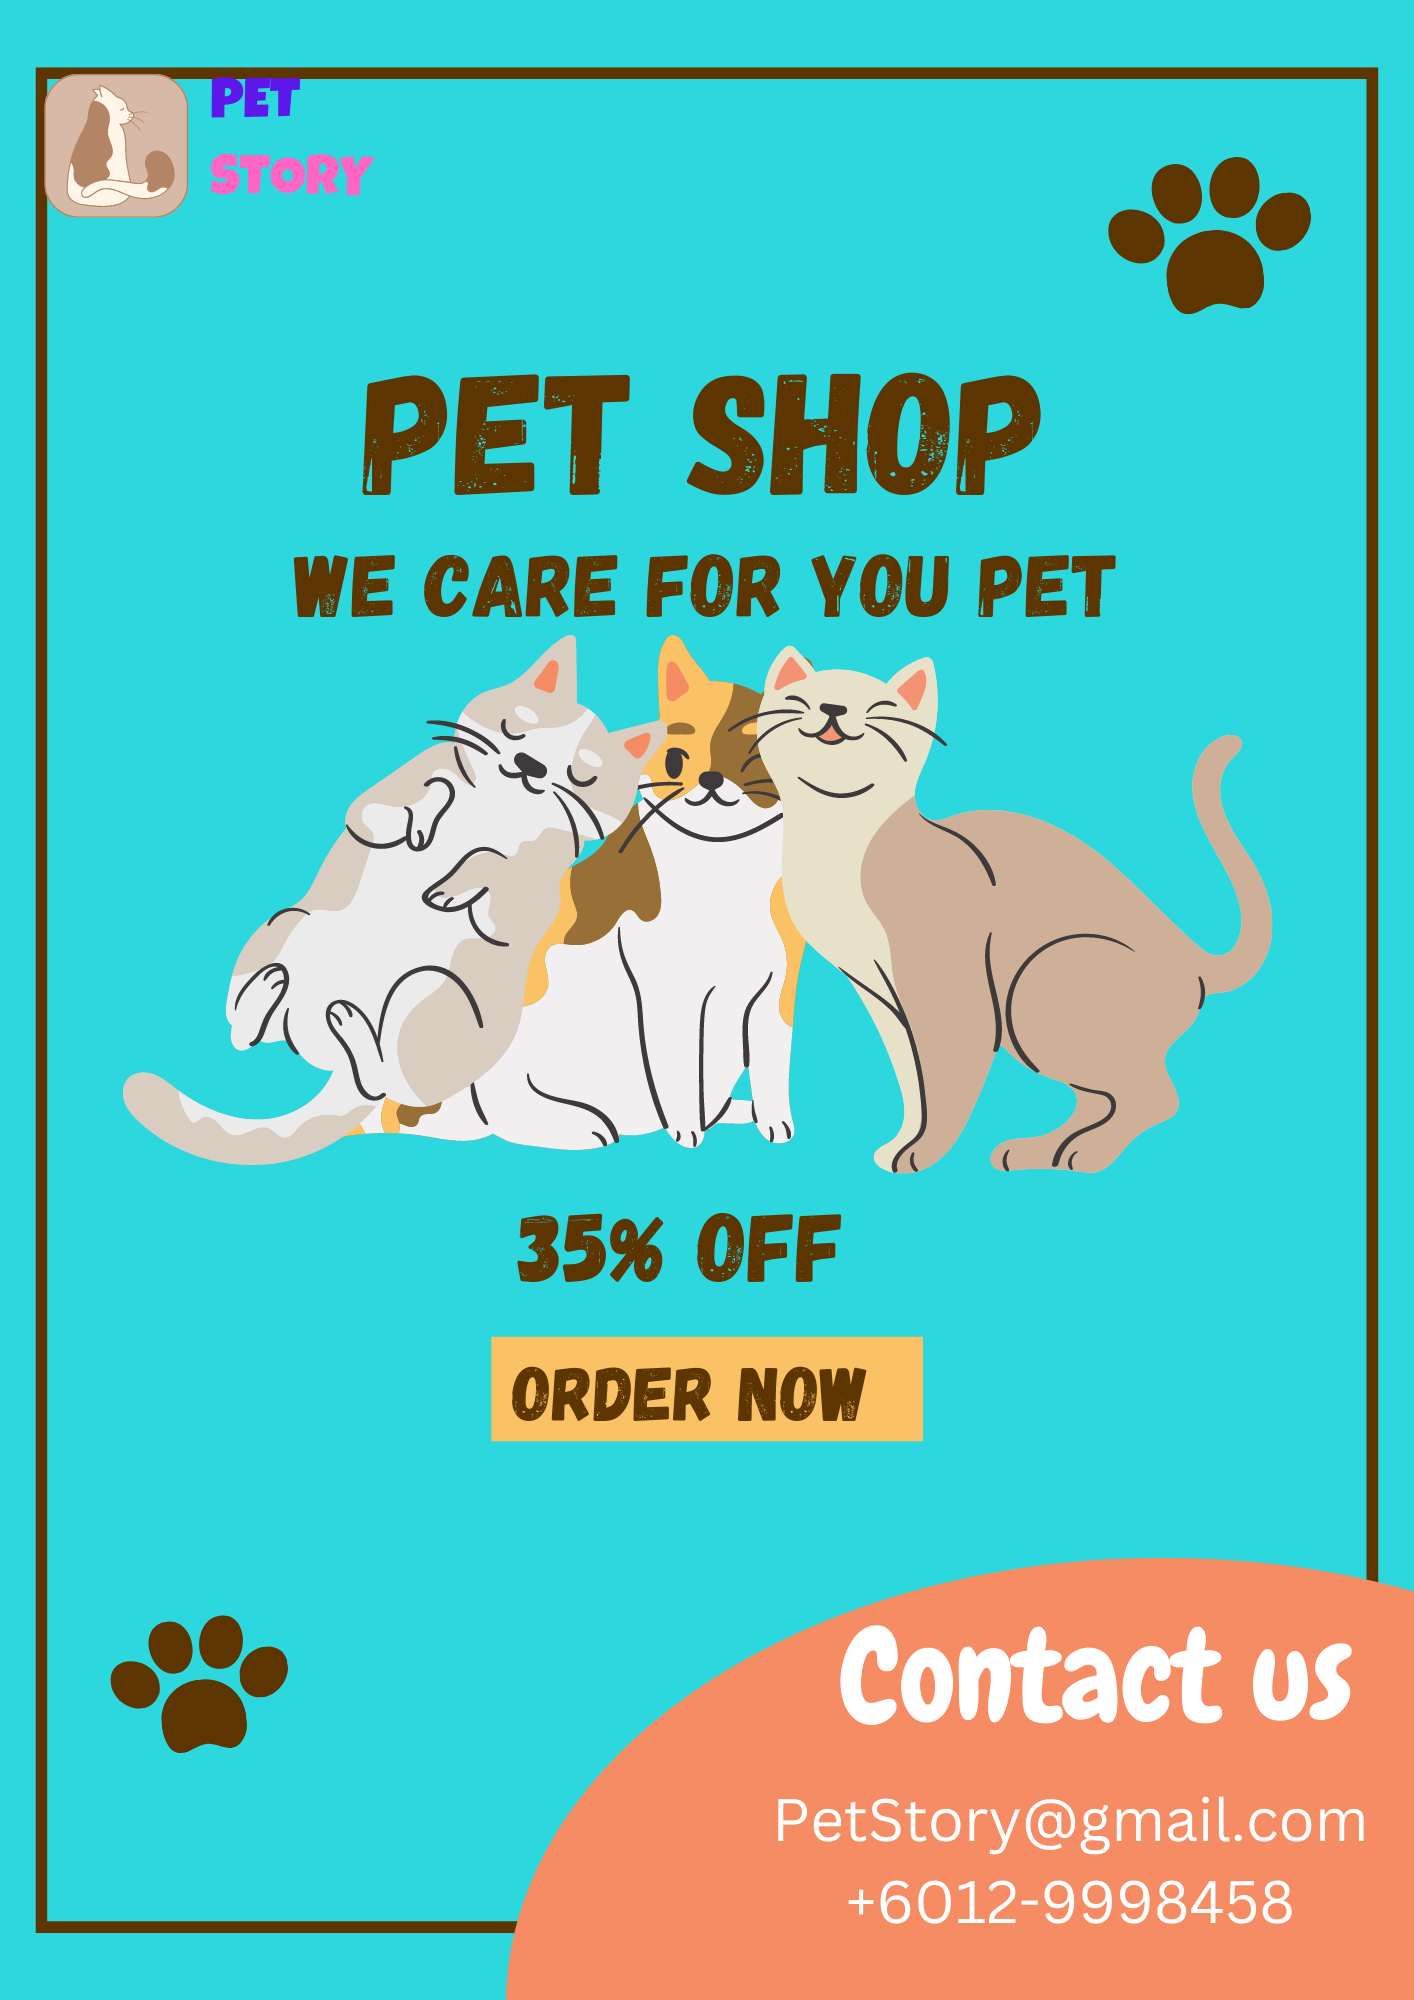 PET
STORY
PET SHOP
WE CARE FOR YOU PET
35% OFF
ORDER NOW
Contact us
PetStory@gmail.com
+6012-9998458